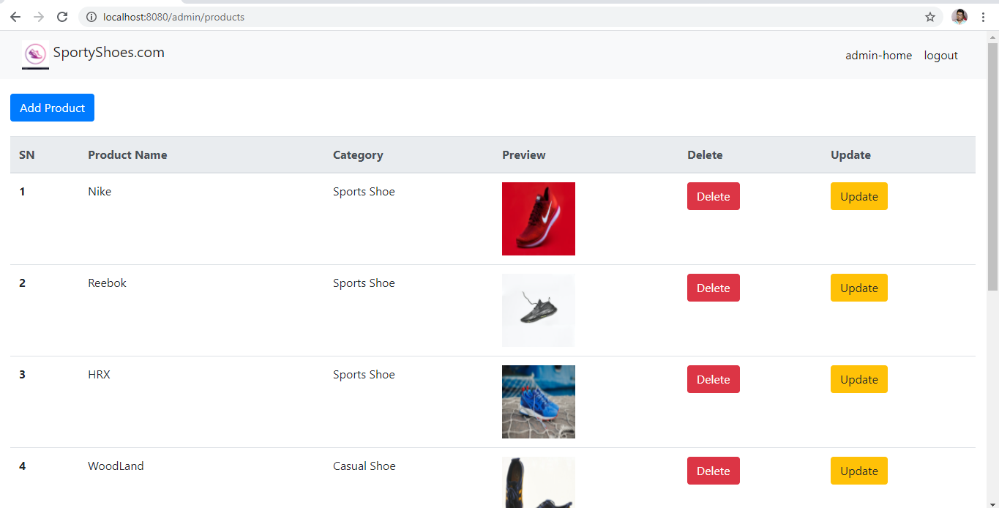 localhost:8080/admin/products
SportyShoes.com
admin-home logout
Add Product
SN Product Name Category Preview Delete Update
1 Nike Sports Shoe Delete Update
2 Reebok Sports Shoe Delete Update
3 HRX Sports Shoe Delete Update
4 WoodLand Casual Shoe Delete Update